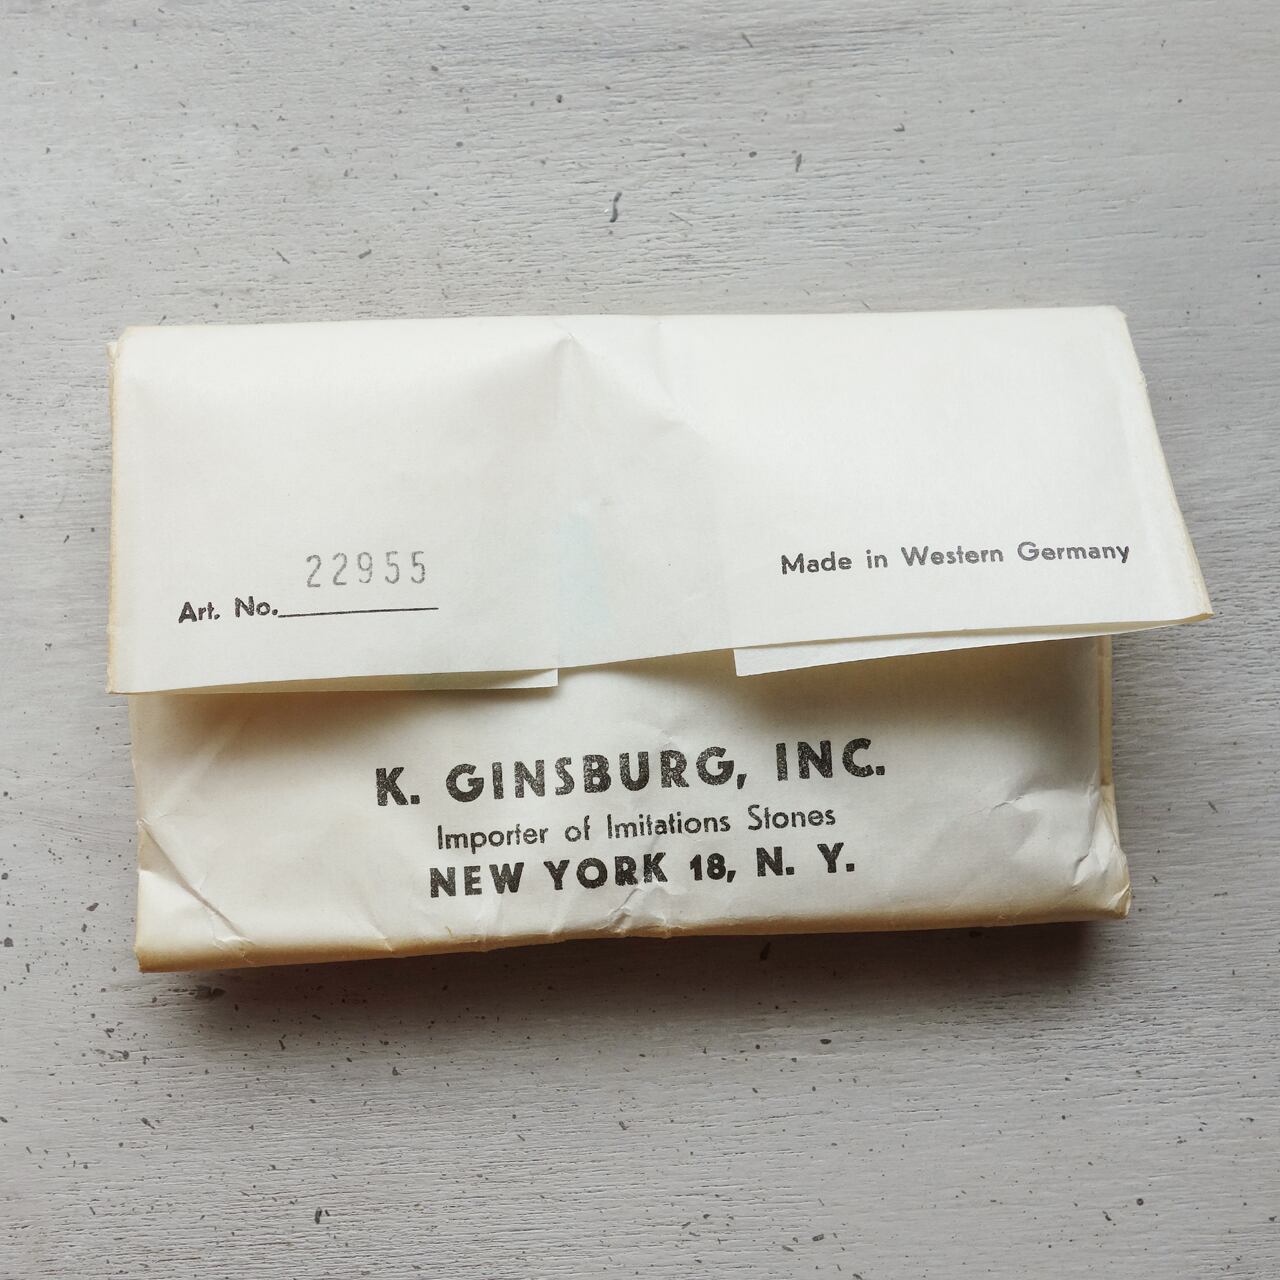 22955
Art. No.
Made in Western Germany
K. GINSBURG, INC.
Importer of Imitations Stones
NEW YORK 18, N. Y.